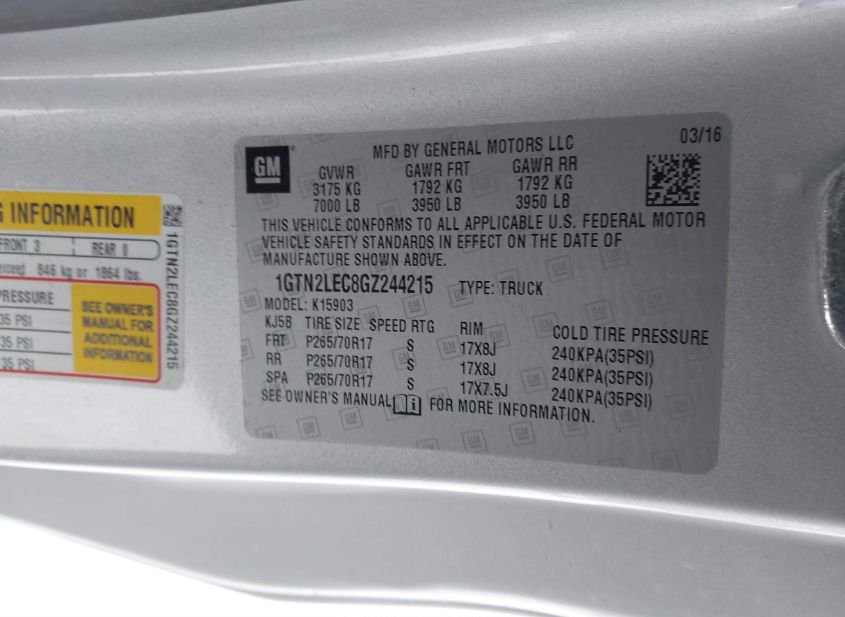 G INFORMATION
FRONT 3 REAR 0
exceed 846 kg or 1864 lbs.
PRESSURE
35 PSI
35 PSI
35 PSI
SEE OWNER'S
MANUAL FOR
ADDITIONAL
INFORMATION
1GTN2LEC8GZ244215
GM
MFD BY GENERAL MOTORS LLC 03/16
GVWR GAWR FRT GAWR RR
3175 KG 1792 KG 1792 KG
7000 LB 3950 LB 3950 LB
THIS VEHICLE CONFORMS TO ALL APPLICABLE U.S. FEDERAL MOTOR
VEHICLE SAFETY STANDARDS IN EFFECT ON THE DATE OF
MANUFACTURE SHOWN ABOVE.
1GTN2LEC8GZ244215 TYPE: TRUCK
MODEL: K15903
KJ5B TIRE SIZE SPEED RTG RIM COLD TIRE PRESSURE
FRT P265/70R17 S 17X8J 240KPA(35PSI)
RR P265/70R17 S 17X8J 240KPA(35PSI)
SPA P265/70R17 S 17X7.5J 240KPA(35PSI)
SEE OWNER'S MANUAL FOR MORE INFORMATION.